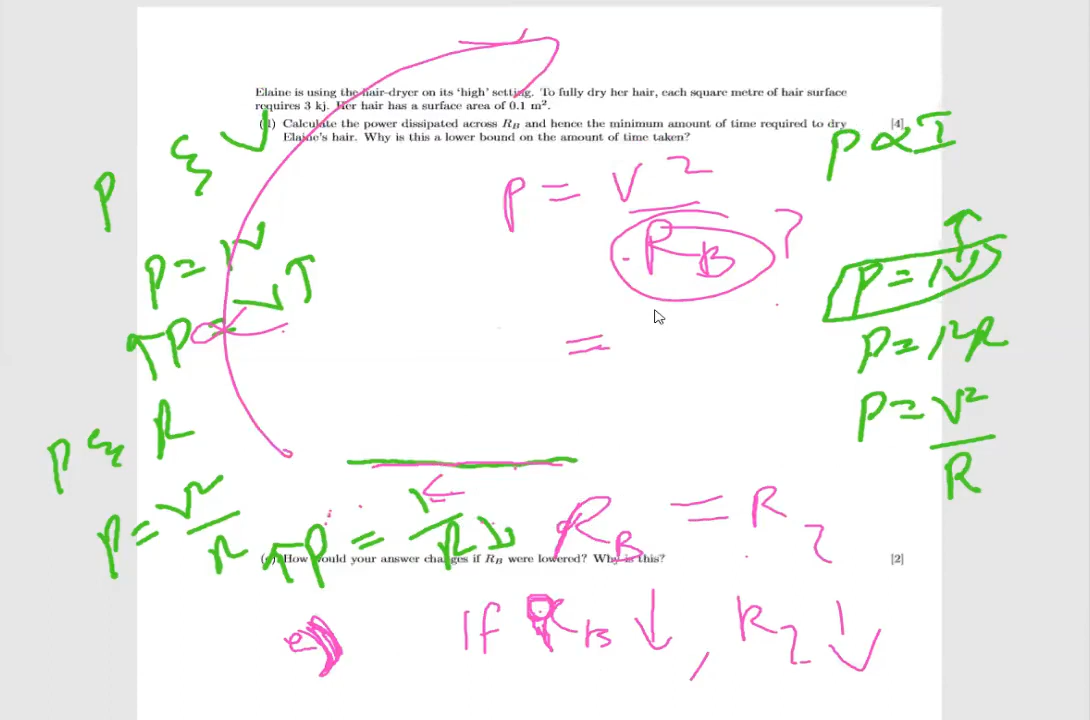 Elaine is using the hair-dryer on its ‘high’ setting. To fully dry her hair, each square metre of hair surface
requires 3 kj. Her hair has a surface area of 0.1 m².
(d) Calculate the power dissipated across R_B and hence the minimum amount of time required to dry [4]
Elaine's hair. Why is this a lower bound on the amount of time taken?
P ∝ I
P V
P = V²/R_B ?
P = IV
P = IV
↑P = V↑
=
P = I²R
P = V²/R
P R
P = V²/R
↑P = V²/R↓
R_B = R_2
(e) How would your answer changes if R_B were lowered? Why is this? [2]
e) If R_B ↓, R_2 ↓